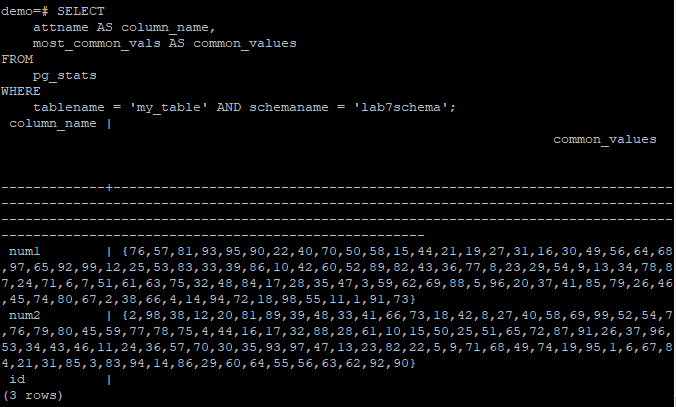 demo=# SELECT
    attname AS column_name,
    most_common_vals AS common_values
FROM
    pg_stats
WHERE
    tablename = 'my_table' AND schemaname = 'lab7schema';
 column_name |
common_values
-------------+----------------------------------------------------------------------
-----------------------------------------------------------------------------------
-----------------------------------------------------------------------------------
-----------------------------------------------------
 num1        | {76,57,81,93,95,90,22,40,70,50,58,15,44,21,19,27,31,16,30,49,56,64,68
,97,65,92,99,12,25,53,83,33,39,86,10,42,60,52,89,82,43,36,77,8,23,29,54,9,13,34,78,8
7,24,71,6,7,51,61,63,75,32,48,84,17,28,35,47,3,59,62,69,88,5,96,20,37,41,85,79,26,46
,45,74,80,67,2,38,66,4,14,94,72,18,98,55,11,1,91,73}
 num2        | {2,98,38,12,20,81,89,39,48,33,41,66,73,18,42,8,27,40,58,69,99,52,54,7
,76,79,80,45,59,77,78,75,4,44,16,17,32,88,28,61,10,15,50,25,51,65,72,87,91,26,37,96,
53,34,43,46,11,24,36,57,70,30,35,93,97,47,13,23,82,22,5,9,71,68,49,74,19,95,1,6,67,8
4,21,31,85,3,83,94,14,86,29,60,64,55,56,63,62,92,90}
 id          |
(3 rows)